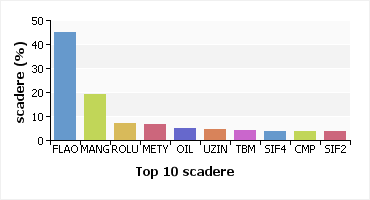 scadere (%)
50
40
30
20
10
0
FLAO MANG ROLU METY OIL UZIN TBM SIF4 CMP SIF2
Top 10 scadere